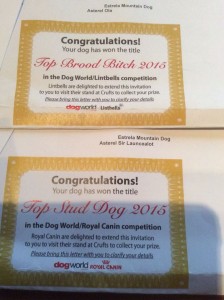 Estrela Mountain Dog
Congratulations!
Your dog has won the title
Top Brood Bitch 2015
in the Dog World/Lintbells competition
Lintbells are delighted to extend this invitation
to you to visit their stand at Crufts to collect your prize.
Please bring this letter with you to clarify your details
dogworld Lintbells
Estrela Mountain Dog
Asterel Sir Launcealot
Congratulations!
Your dog has won the title
Top Stud Dog 2015
in the Dog World/Royal Canin competition
Royal Canin are delighted to extend this invitation
to you to visit their stand at Crufts to collect your prize.
Please bring this letter with you to clarify your details
dogworld ROYAL CANIN